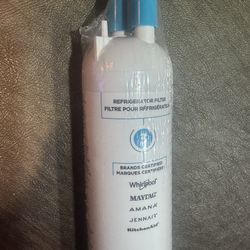 REFRIGERATOR FILTER
FILTRE POUR RÉFRIGÉRATEUR
BRANDS CERTIFIED
MARQUES CERTIFIÉES
Whirlpool
MAYTAG
AMANA
JENNAIR
KitchenAid